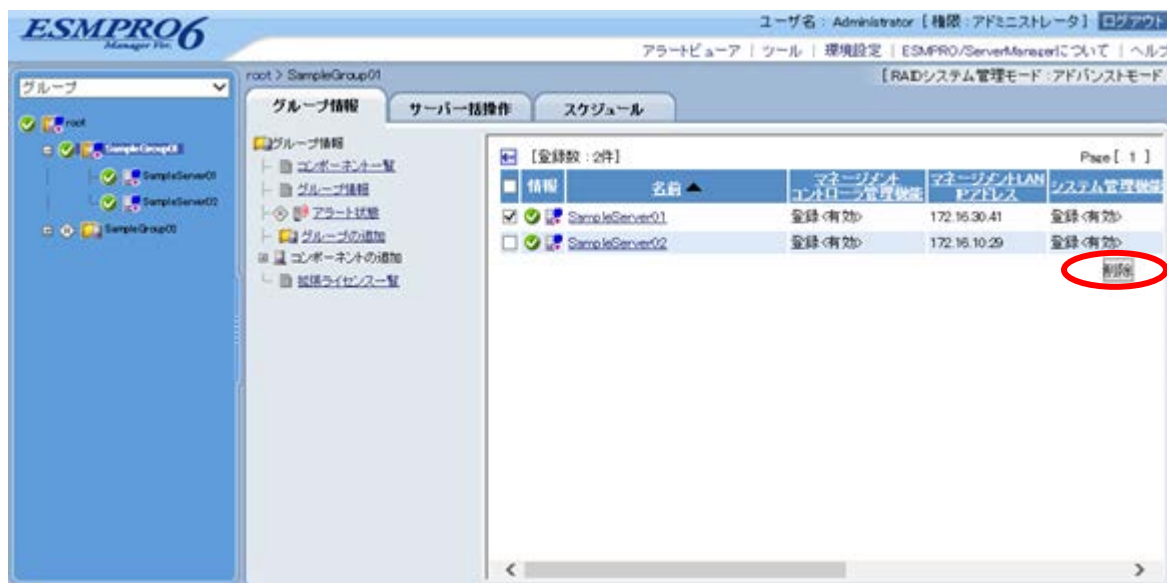 ESMPRO6
Manager Ver.
ユーザ名 : Administrator [ 権限 : アドミニストレータ ] ログアウト
アラートビューア | ツール | 環境設定 | ESMPRO/ServerManagerについて | ヘルプ
root > SampleGroup01
[ RAIDシステム管理モード : アドバンストモード
グループ
root
SampleGroup01
SampleServer01
SampleServer02
グループ情報
サーバ一括操作
スケジュール
グループ情報
コンポーネント一覧
グループ情報
アラート状態
グループの追加
コンポーネントの追加
拡張ライセンス一覧
[登録数 : 2件]
Page [ 1 ]
情報 名前 ▲ マネージメントコントローラ管理機能 マネージメントLAN IPアドレス システム管理機能
SampleServer01 登録<有効> 172.16.30.41 登録<有効>
SampleServer02 登録<有効> 172.16.10.29 登録<有効>
削除